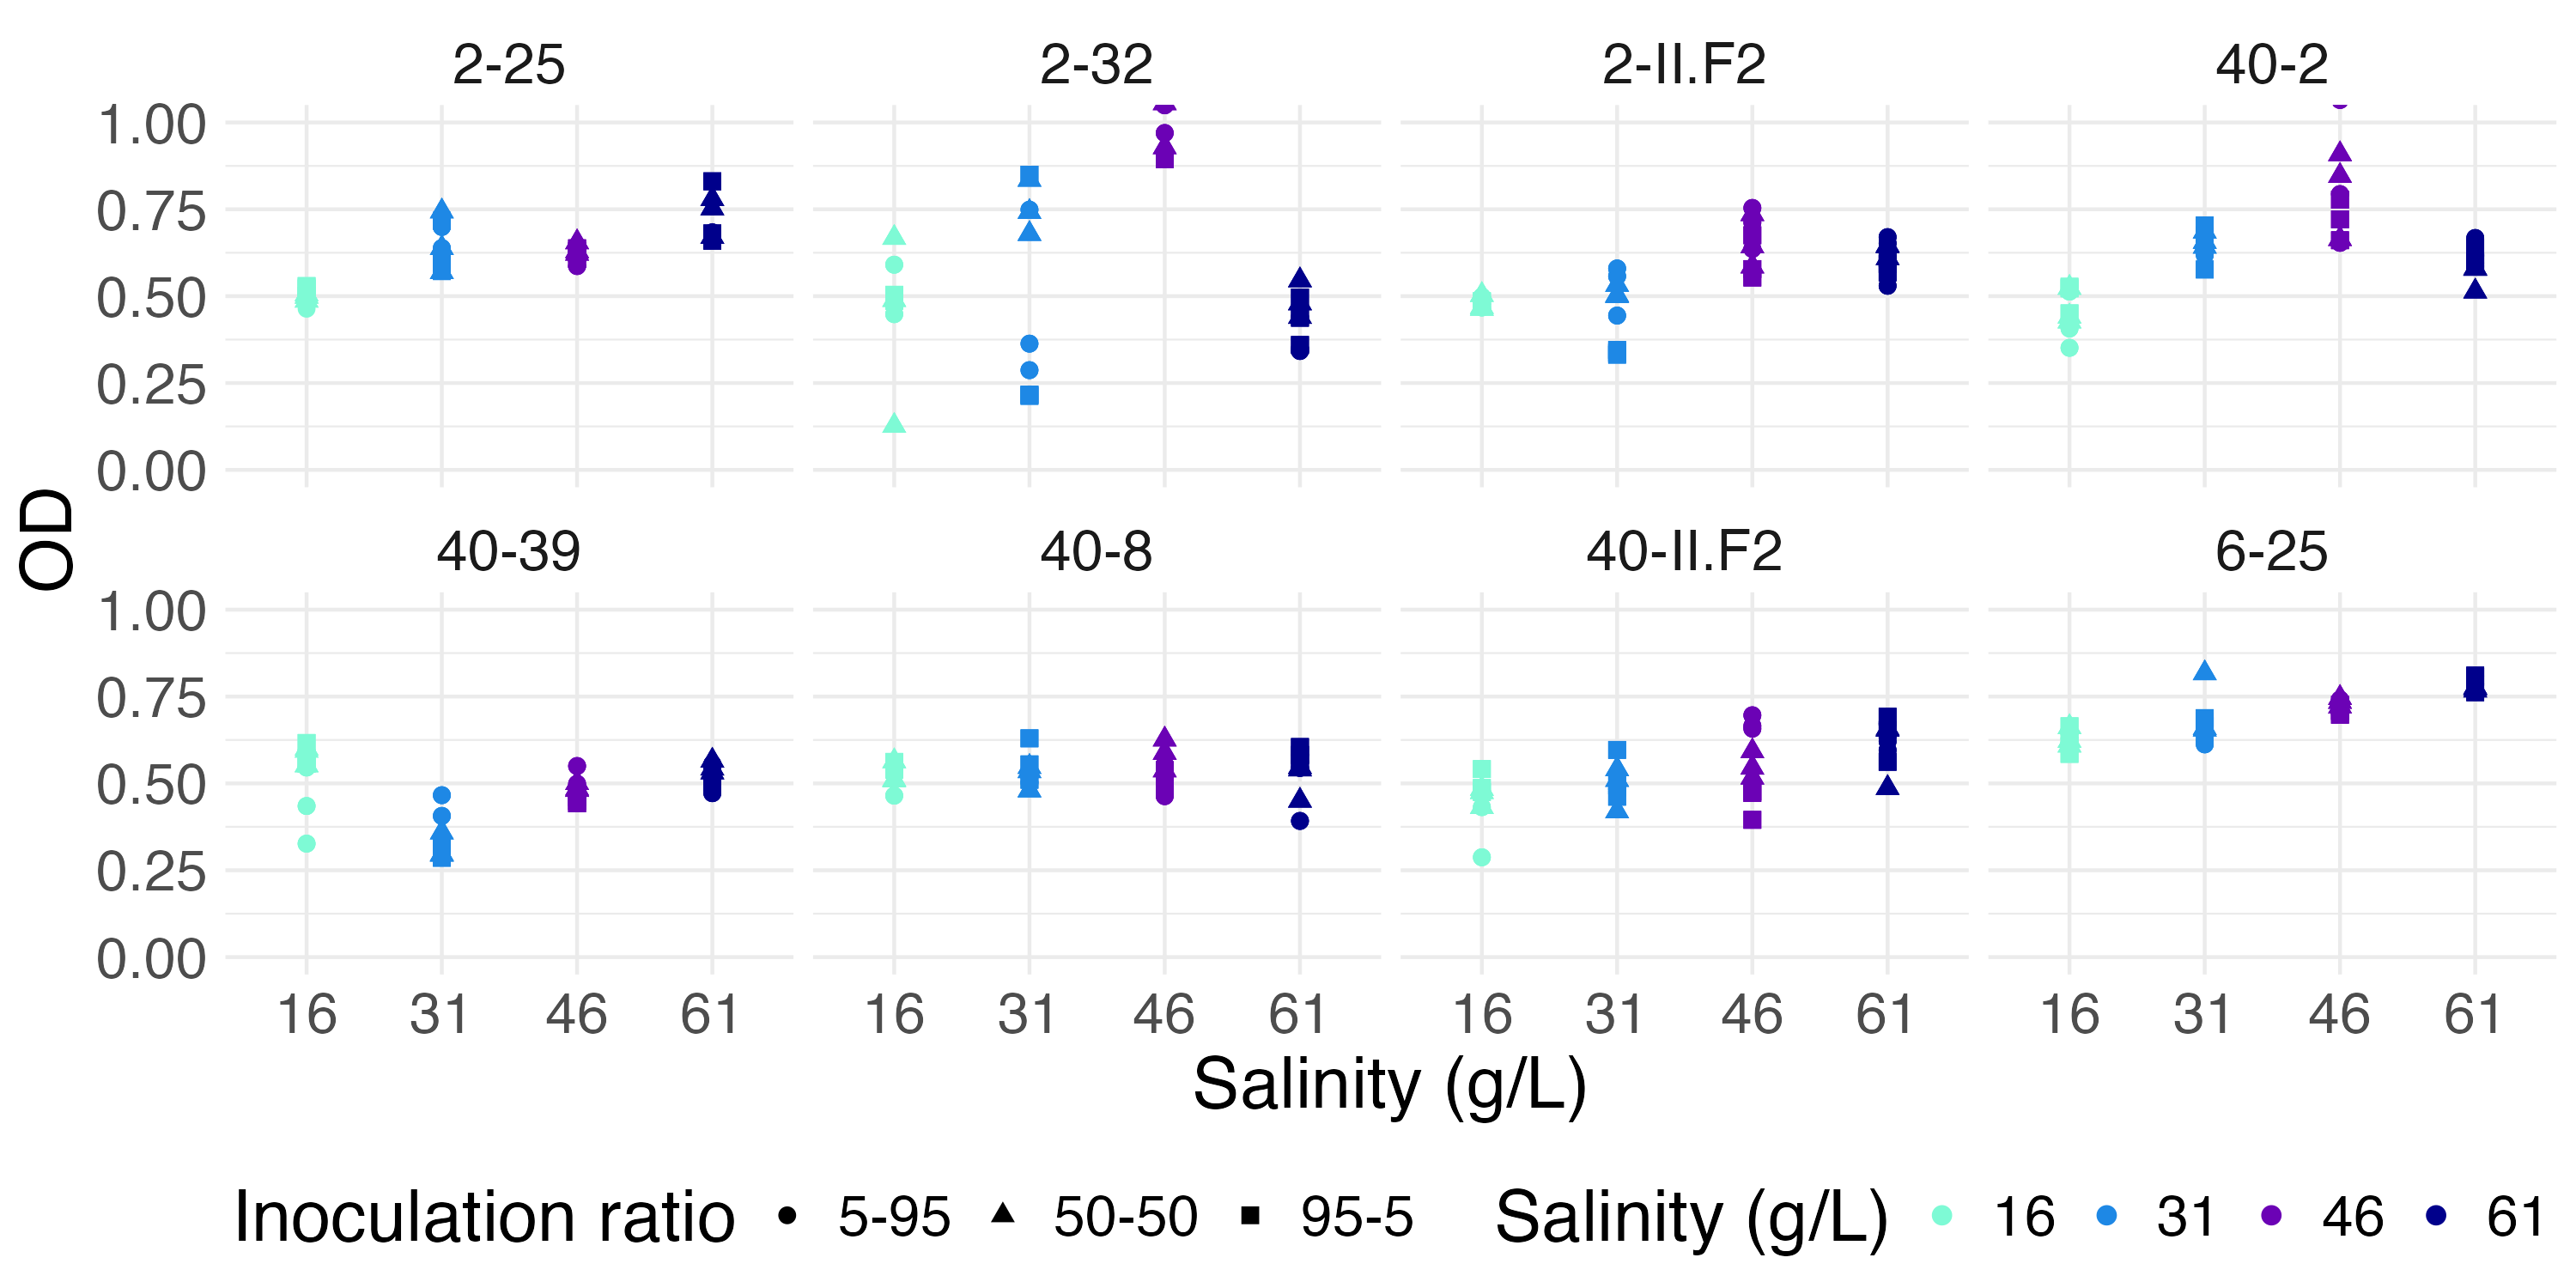 2-25 2-32 2-II.F2 40-2
1.00
0.75
0.50
0.25
0.00
OD
40-39 40-8 40-II.F2 6-25
1.00
0.75
0.50
0.25
0.00
16 31 46 61 16 31 46 61 16 31 46 61 16 31 46 61
Salinity (g/L)
Inoculation ratio 5-95 50-50 95-5 Salinity (g/L) 16 31 46 61